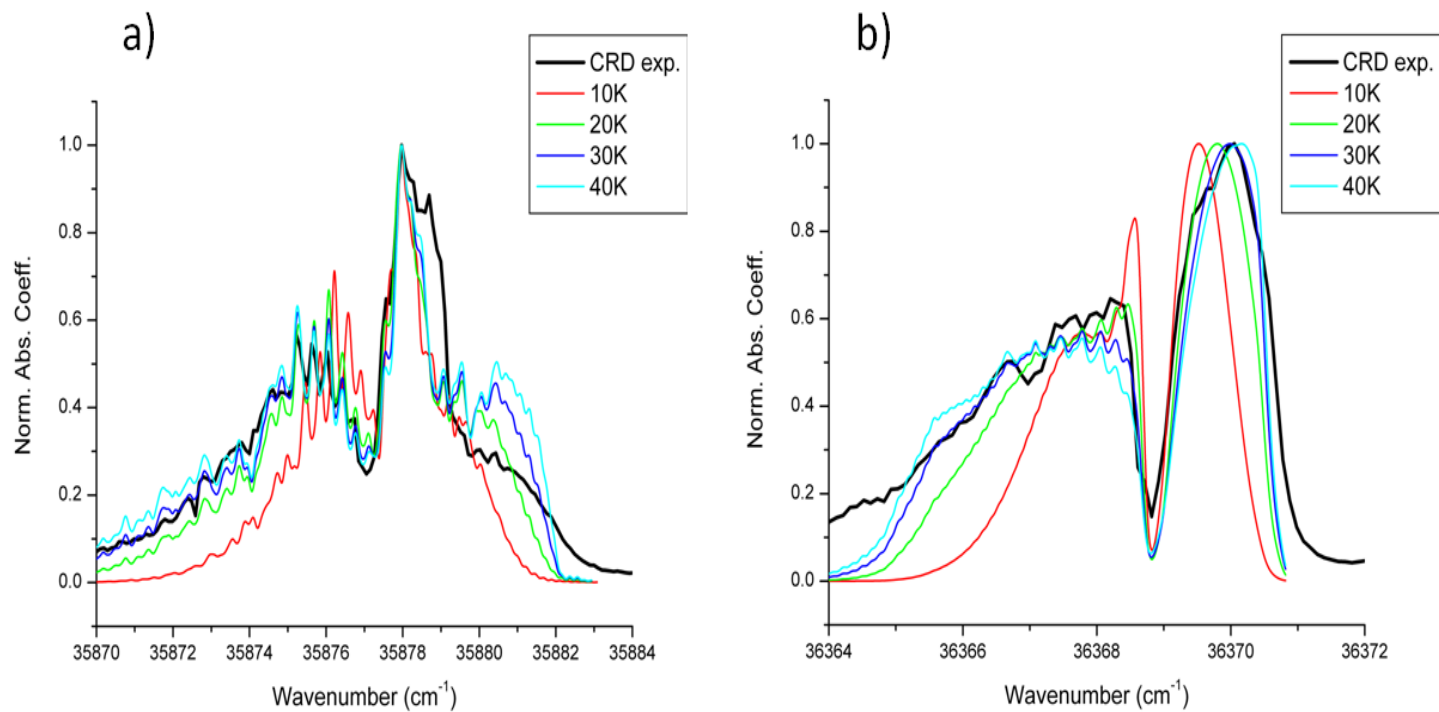 a)
CRD exp.
10K
20K
30K
40K
1.0
0.8
0.6
0.4
0.2
0.0
Norm. Abs. Coeff.
35870 35872 35874 35876 35878 35880 35882 35884
Wavenumber (cm⁻¹)
b)
CRD exp.
10K
20K
30K
40K
1.0
0.8
0.6
0.4
0.2
0.0
Norm. Abs. Coeff.
36364 36366 36368 36370 36372
Wavenumber (cm⁻¹)